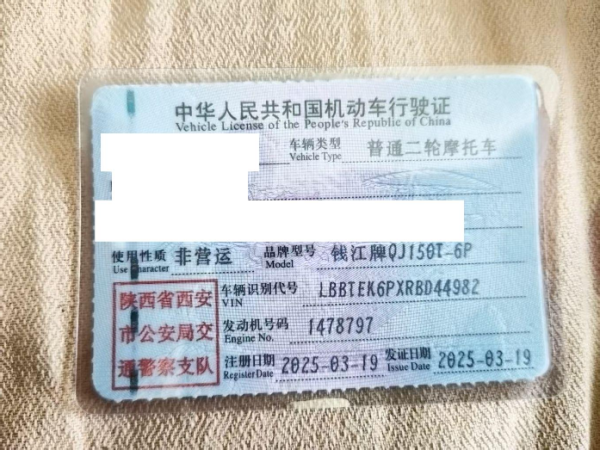 中华人民共和国机动车行驶证
Vehicle License of the People's Republic of China
车辆类型 普通二轮摩托车
Vehicle Type
使用性质 非营运 品牌型号 钱江牌QJ150T-6P
Use Character Model
陕西省西安 车辆识别代号 LBBTEK6PXRBD44982
VIN
市公安局交 发动机号码 1478797
Engine No.
通警察支队 注册日期 2025-03-19 发证日期 2025-03-19
Register Date Issue Date